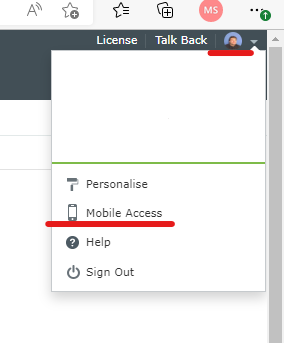 A
MS
License Talk Back
Personalise
Mobile Access
Help
Sign Out